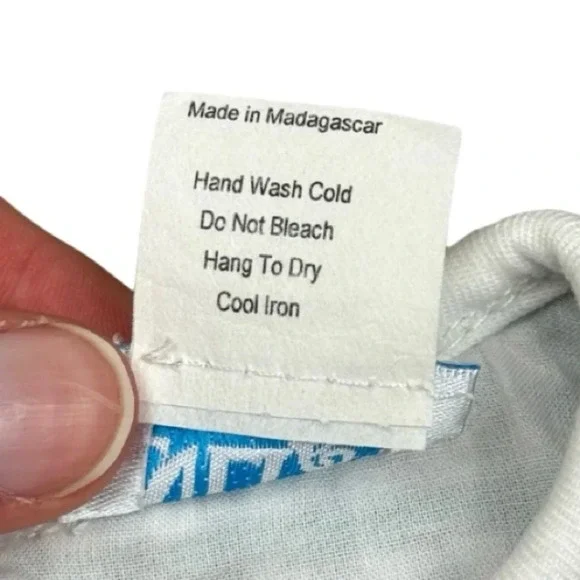 Made in Madagascar
Hand Wash Cold
Do Not Bleach
Hang To Dry
Cool Iron